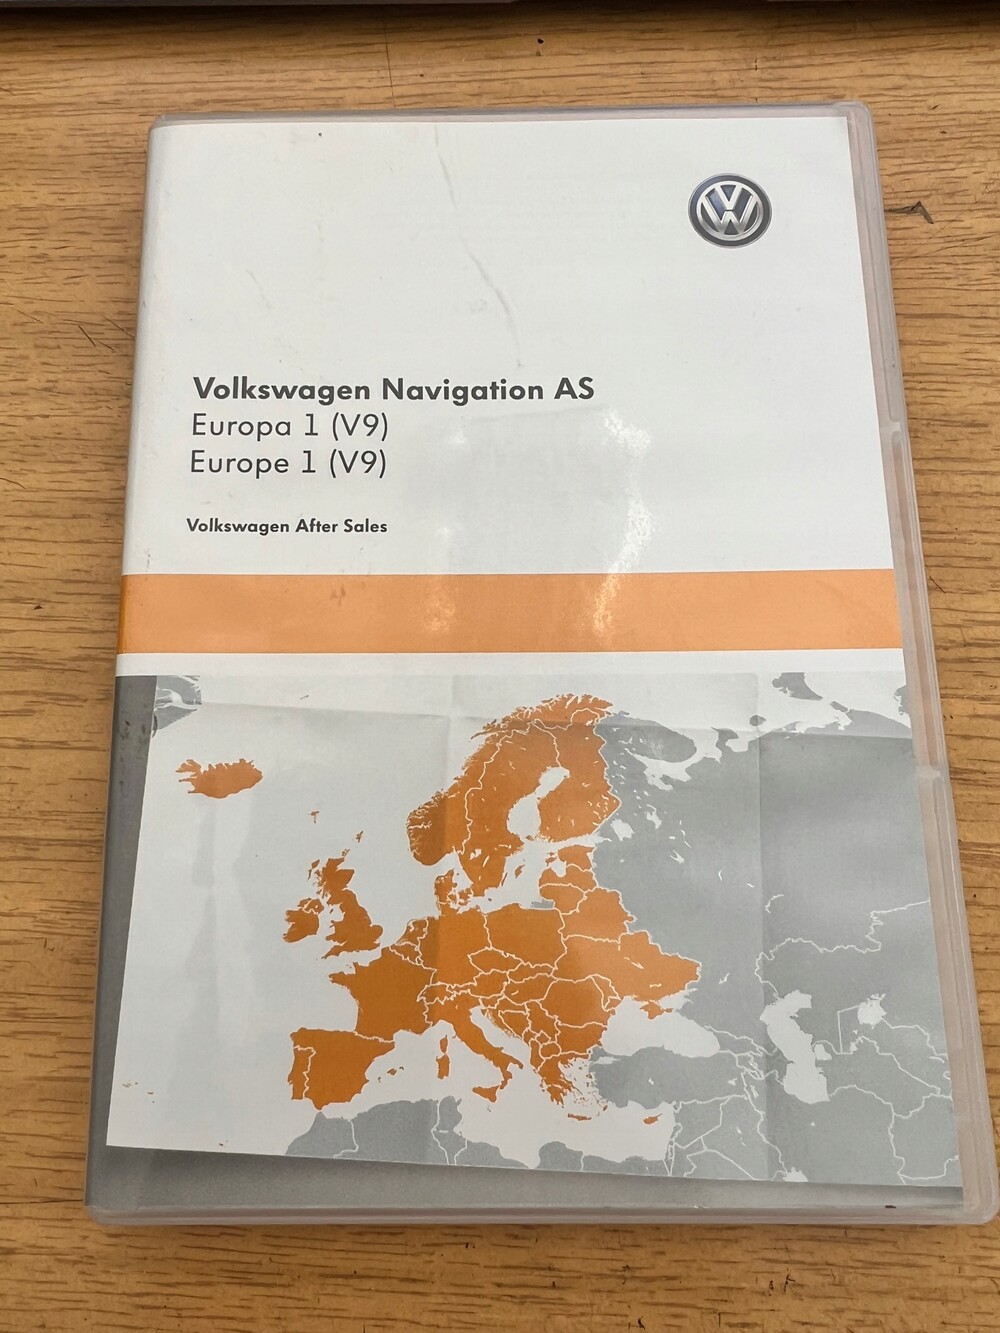 Volkswagen Navigation AS
Europa 1 (V9)
Europe 1 (V9)
Volkswagen After Sales